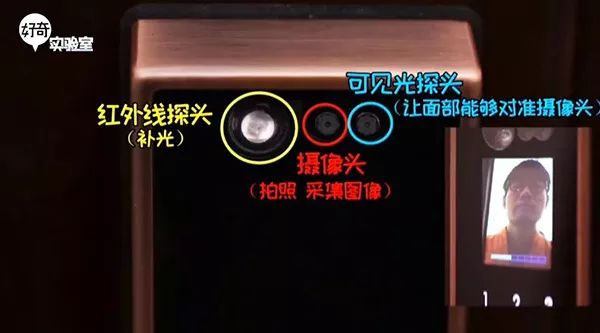 好奇
实验室
可见光探头
(让面部能够对准摄像头)
红外线探头
(补光)
摄像头
(拍照 采集图像)
1 2 3